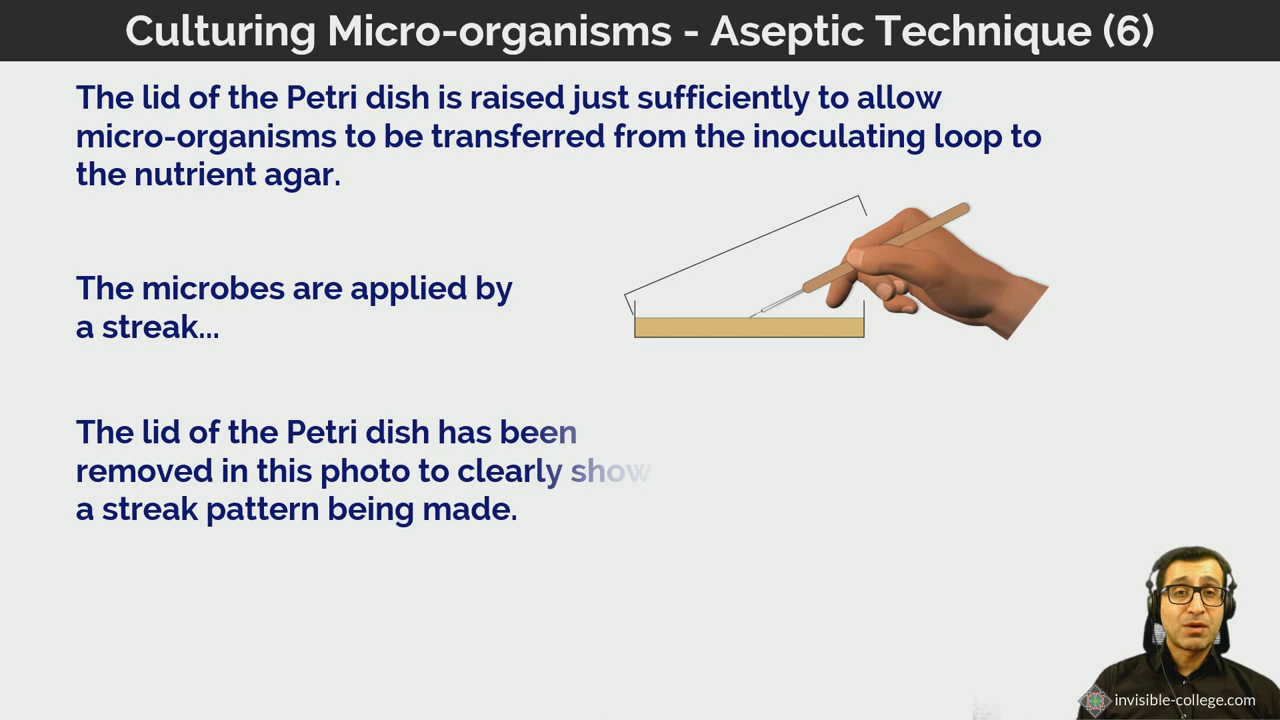 Culturing Micro-organisms - Aseptic Technique (6)
The lid of the Petri dish is raised just sufficiently to allow
micro-organisms to be transferred from the inoculating loop to
the nutrient agar.
The microbes are applied by
a streak...
The lid of the Petri dish has been
removed in this photo to clearly show
a streak pattern being made.
invisible-college.com